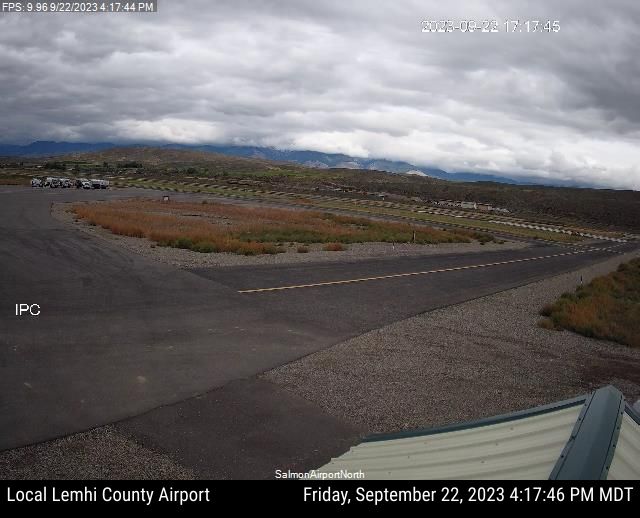 FPS: 9.96 9/22/2023 4:17:44 PM
2023-09-22 17:17:45
IPC
SalmonAirportNorth
Local Lemhi County Airport
Friday, September 22, 2023 4:17:46 PM MDT